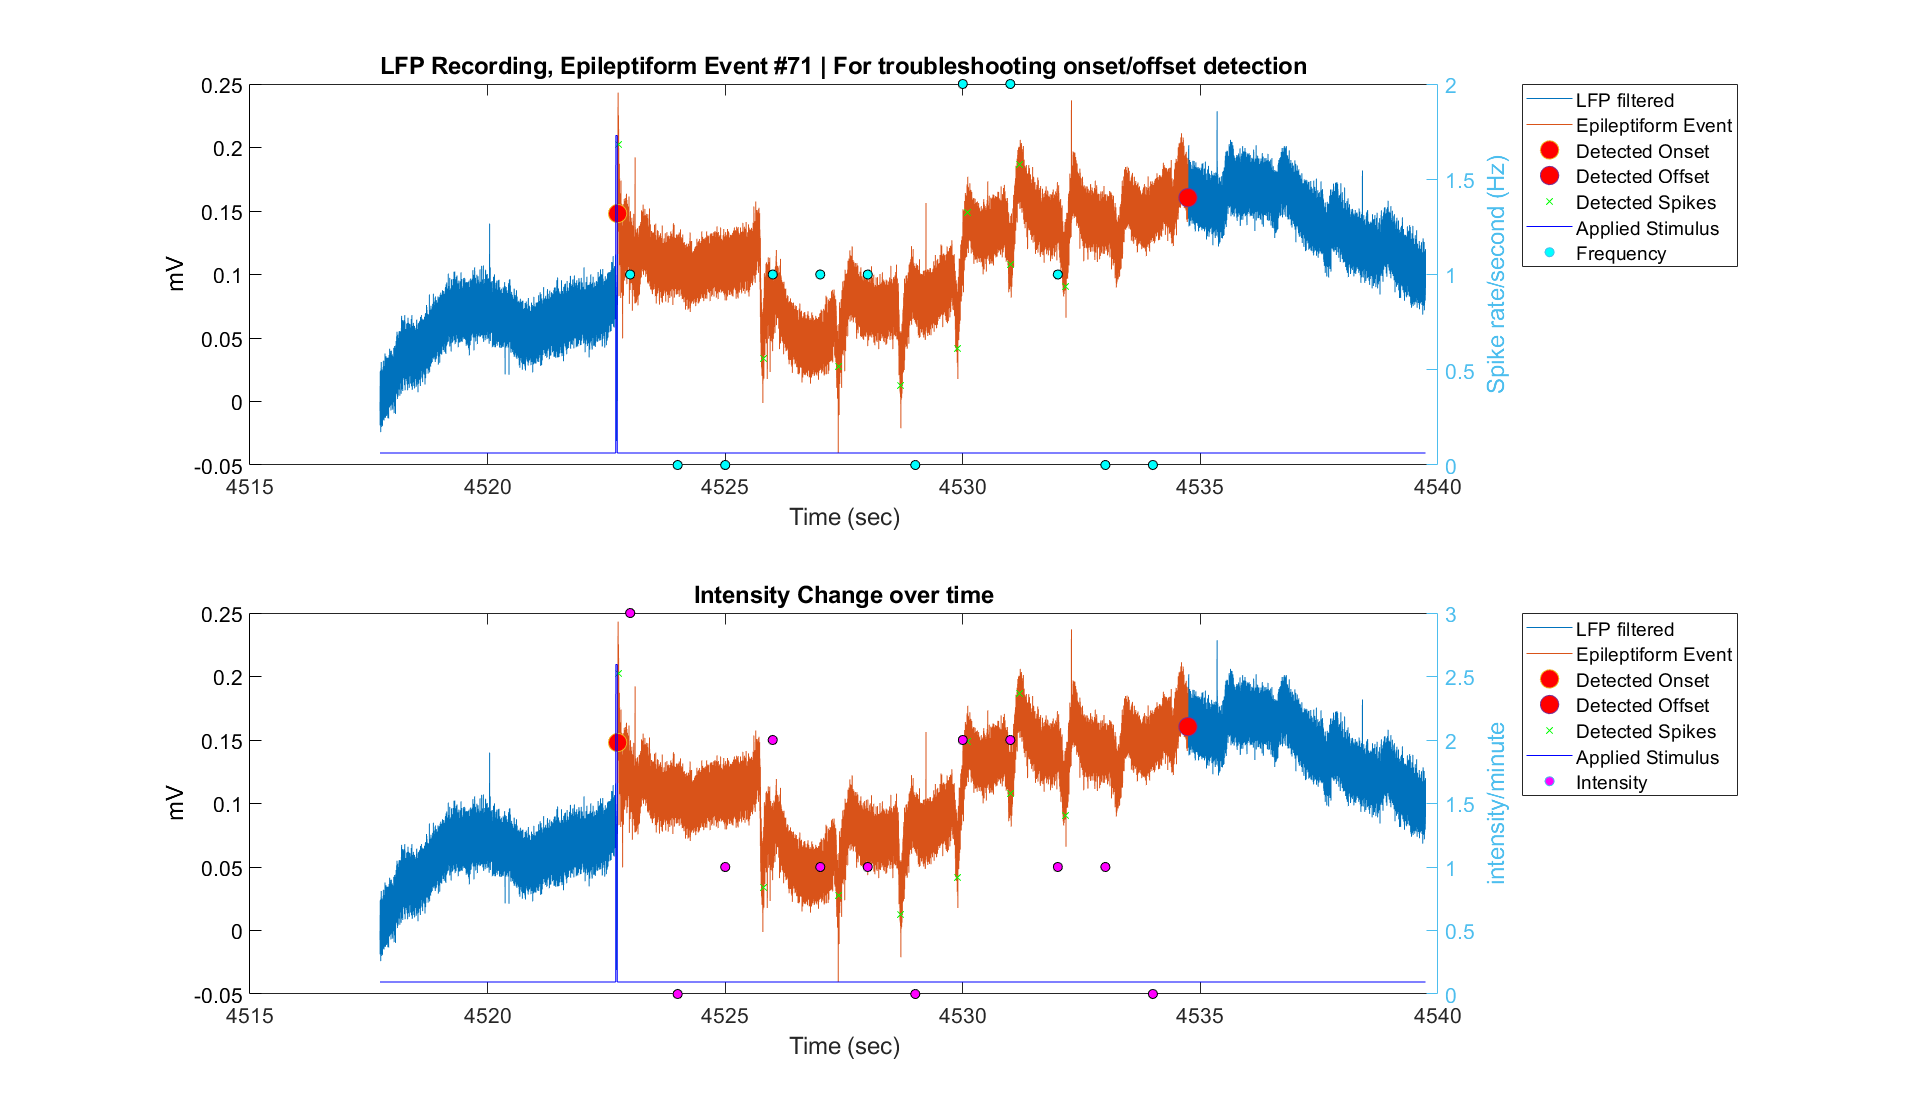 LFP Recording, Epileptiform Event #71 | For troubleshooting onset/offset detection
0.25
0.2
0.15
0.1
0.05
0
-0.05
mV
4515
4520
4525
4530
4535
4540
Time (sec)
2
1.5
1
0.5
0
Spike rate/second (Hz)
LFP filtered
Epileptiform Event
Detected Onset
Detected Offset
Detected Spikes
Applied Stimulus
Frequency
Intensity Change over time
0.25
0.2
0.15
0.1
0.05
0
-0.05
mV
4515
4520
4525
4530
4535
4540
Time (sec)
3
2.5
2
1.5
1
0.5
0
intensity/minute
LFP filtered
Epileptiform Event
Detected Onset
Detected Offset
Detected Spikes
Applied Stimulus
Intensity